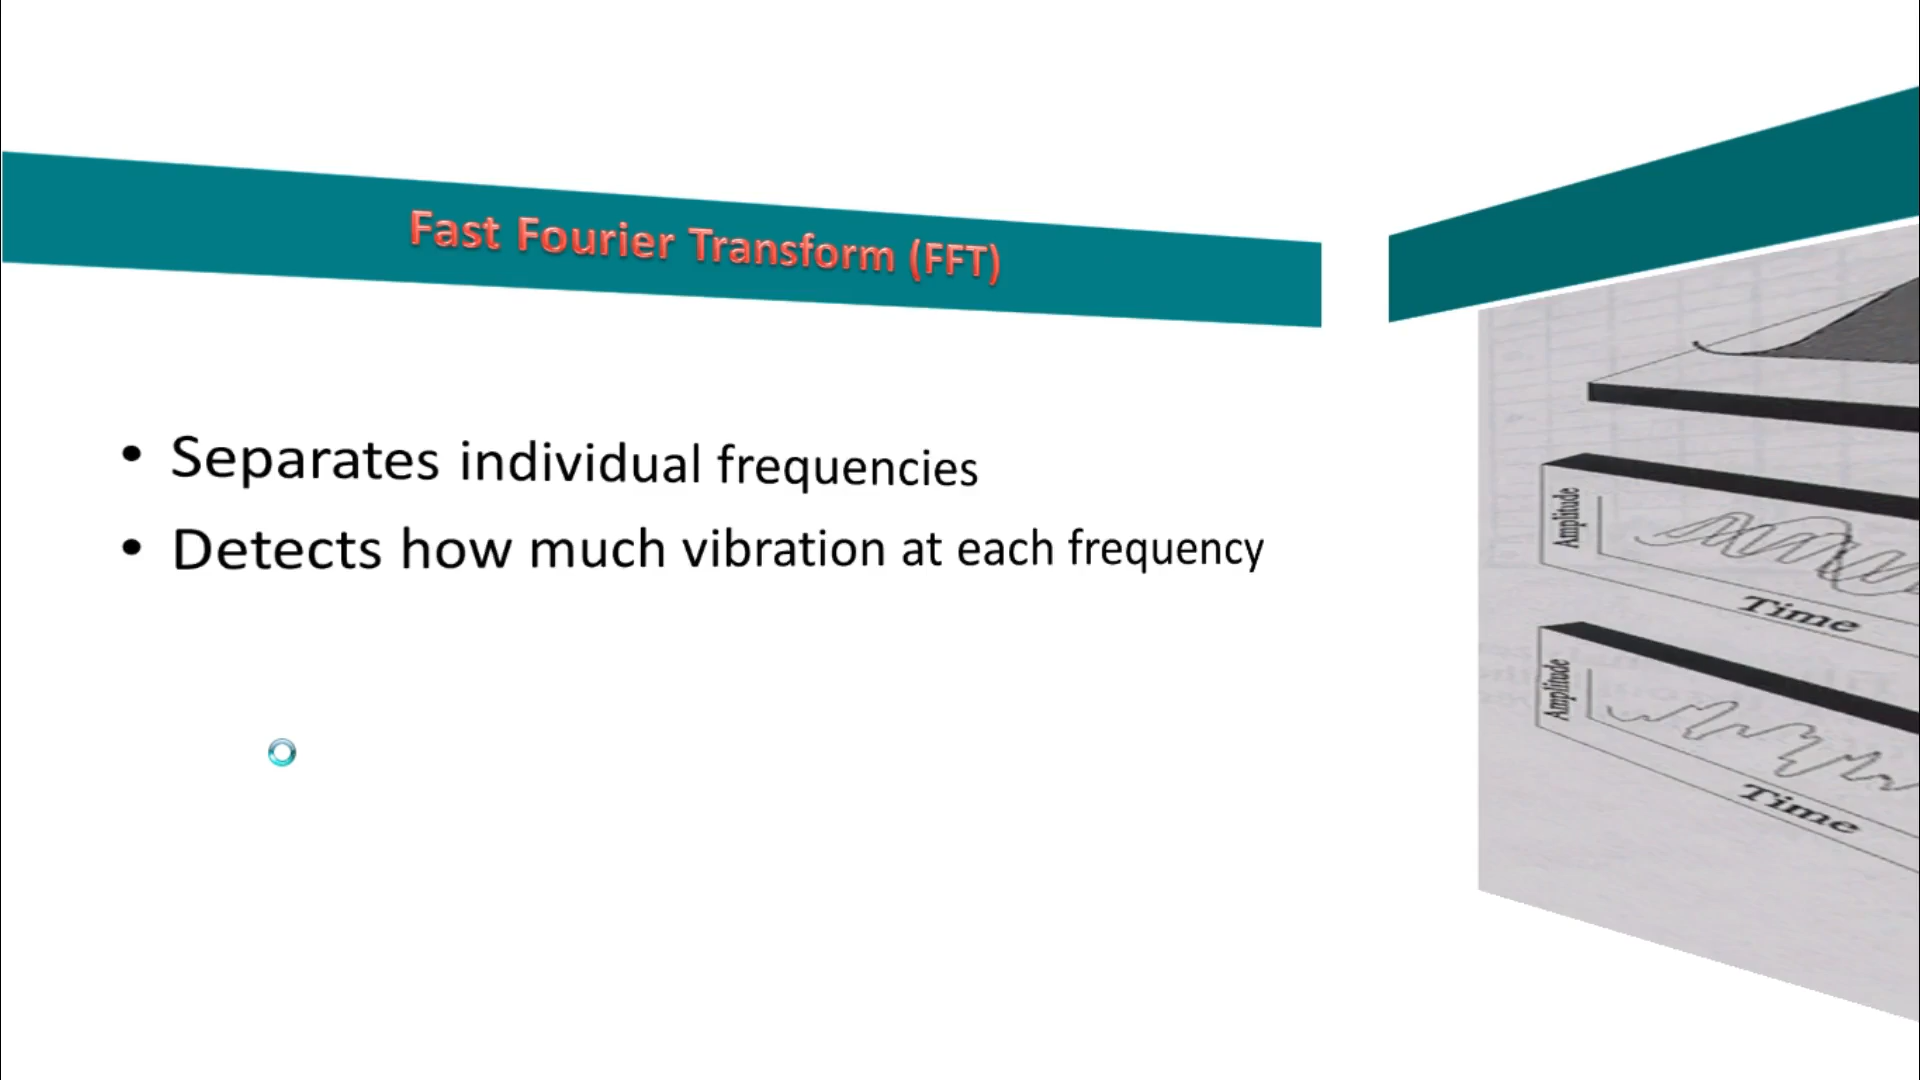 Fast Fourier Transform (FFT)
• Separates individual frequencies
• Detects how much vibration at each frequency
Amplitude
Time
Amplitude
Time